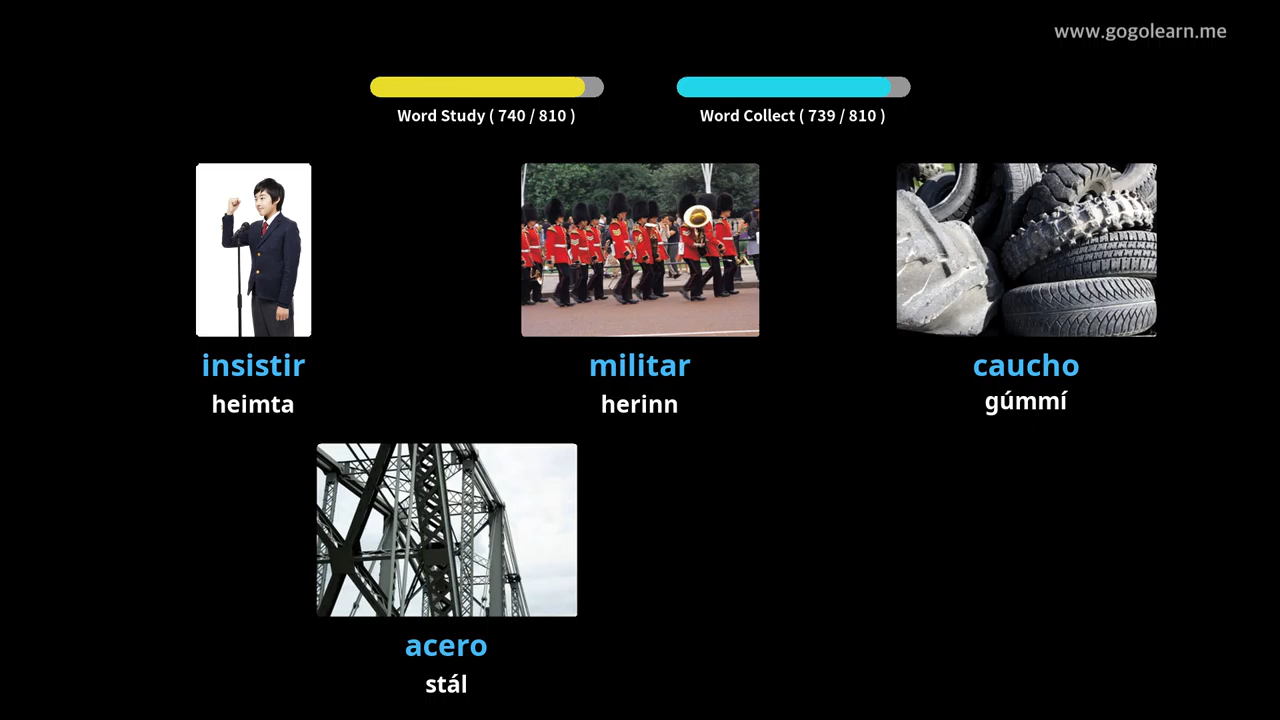 www.gogolearn.me
Word Study ( 740 / 810 )
Word Collect ( 739 / 810 )
insistir
heimta
militar
herinn
caucho
gúmmí
acero
stál